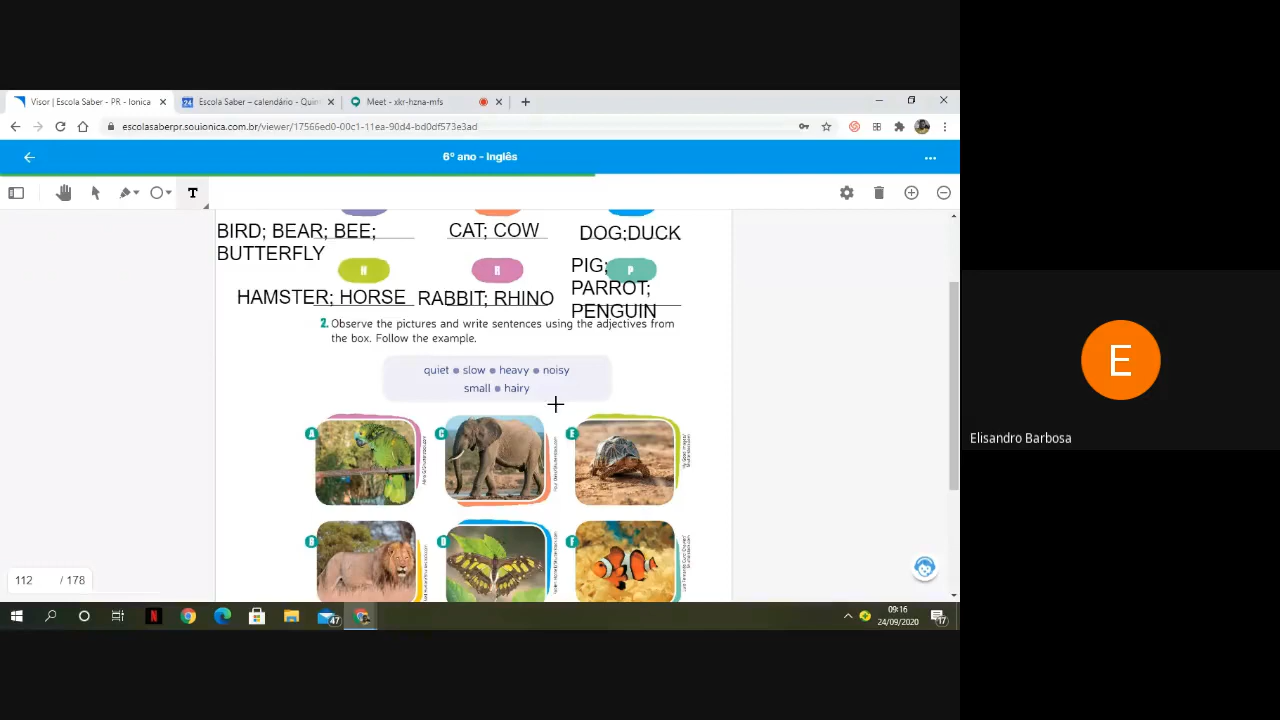 Visor | Escola Saber - PR - Ionica
Escola Saber – calendário - Quin
Meet - xkr-hzna-mfs
escolasaberpr.souionica.com.br/viewer/17566ed0-00c1-11ea-90d4-bd0df573e3ad
6º ano - Inglês
T
BIRD; BEAR; BEE;
BUTTERFLY
CAT; COW
DOG;DUCK
H
HAMSTER; HORSE
R
RABBIT; RHINO
P
PIG;
PARROT;
PENGUIN
2. Observe the pictures and write sentences using the adjectives from
the box. Follow the example.
quiet ● slow ● heavy ● noisy
small ● hairy
A
C
E
B
D
F
112 / 178
47
09:16
24/09/2020
17
E
Elisandro Barbosa